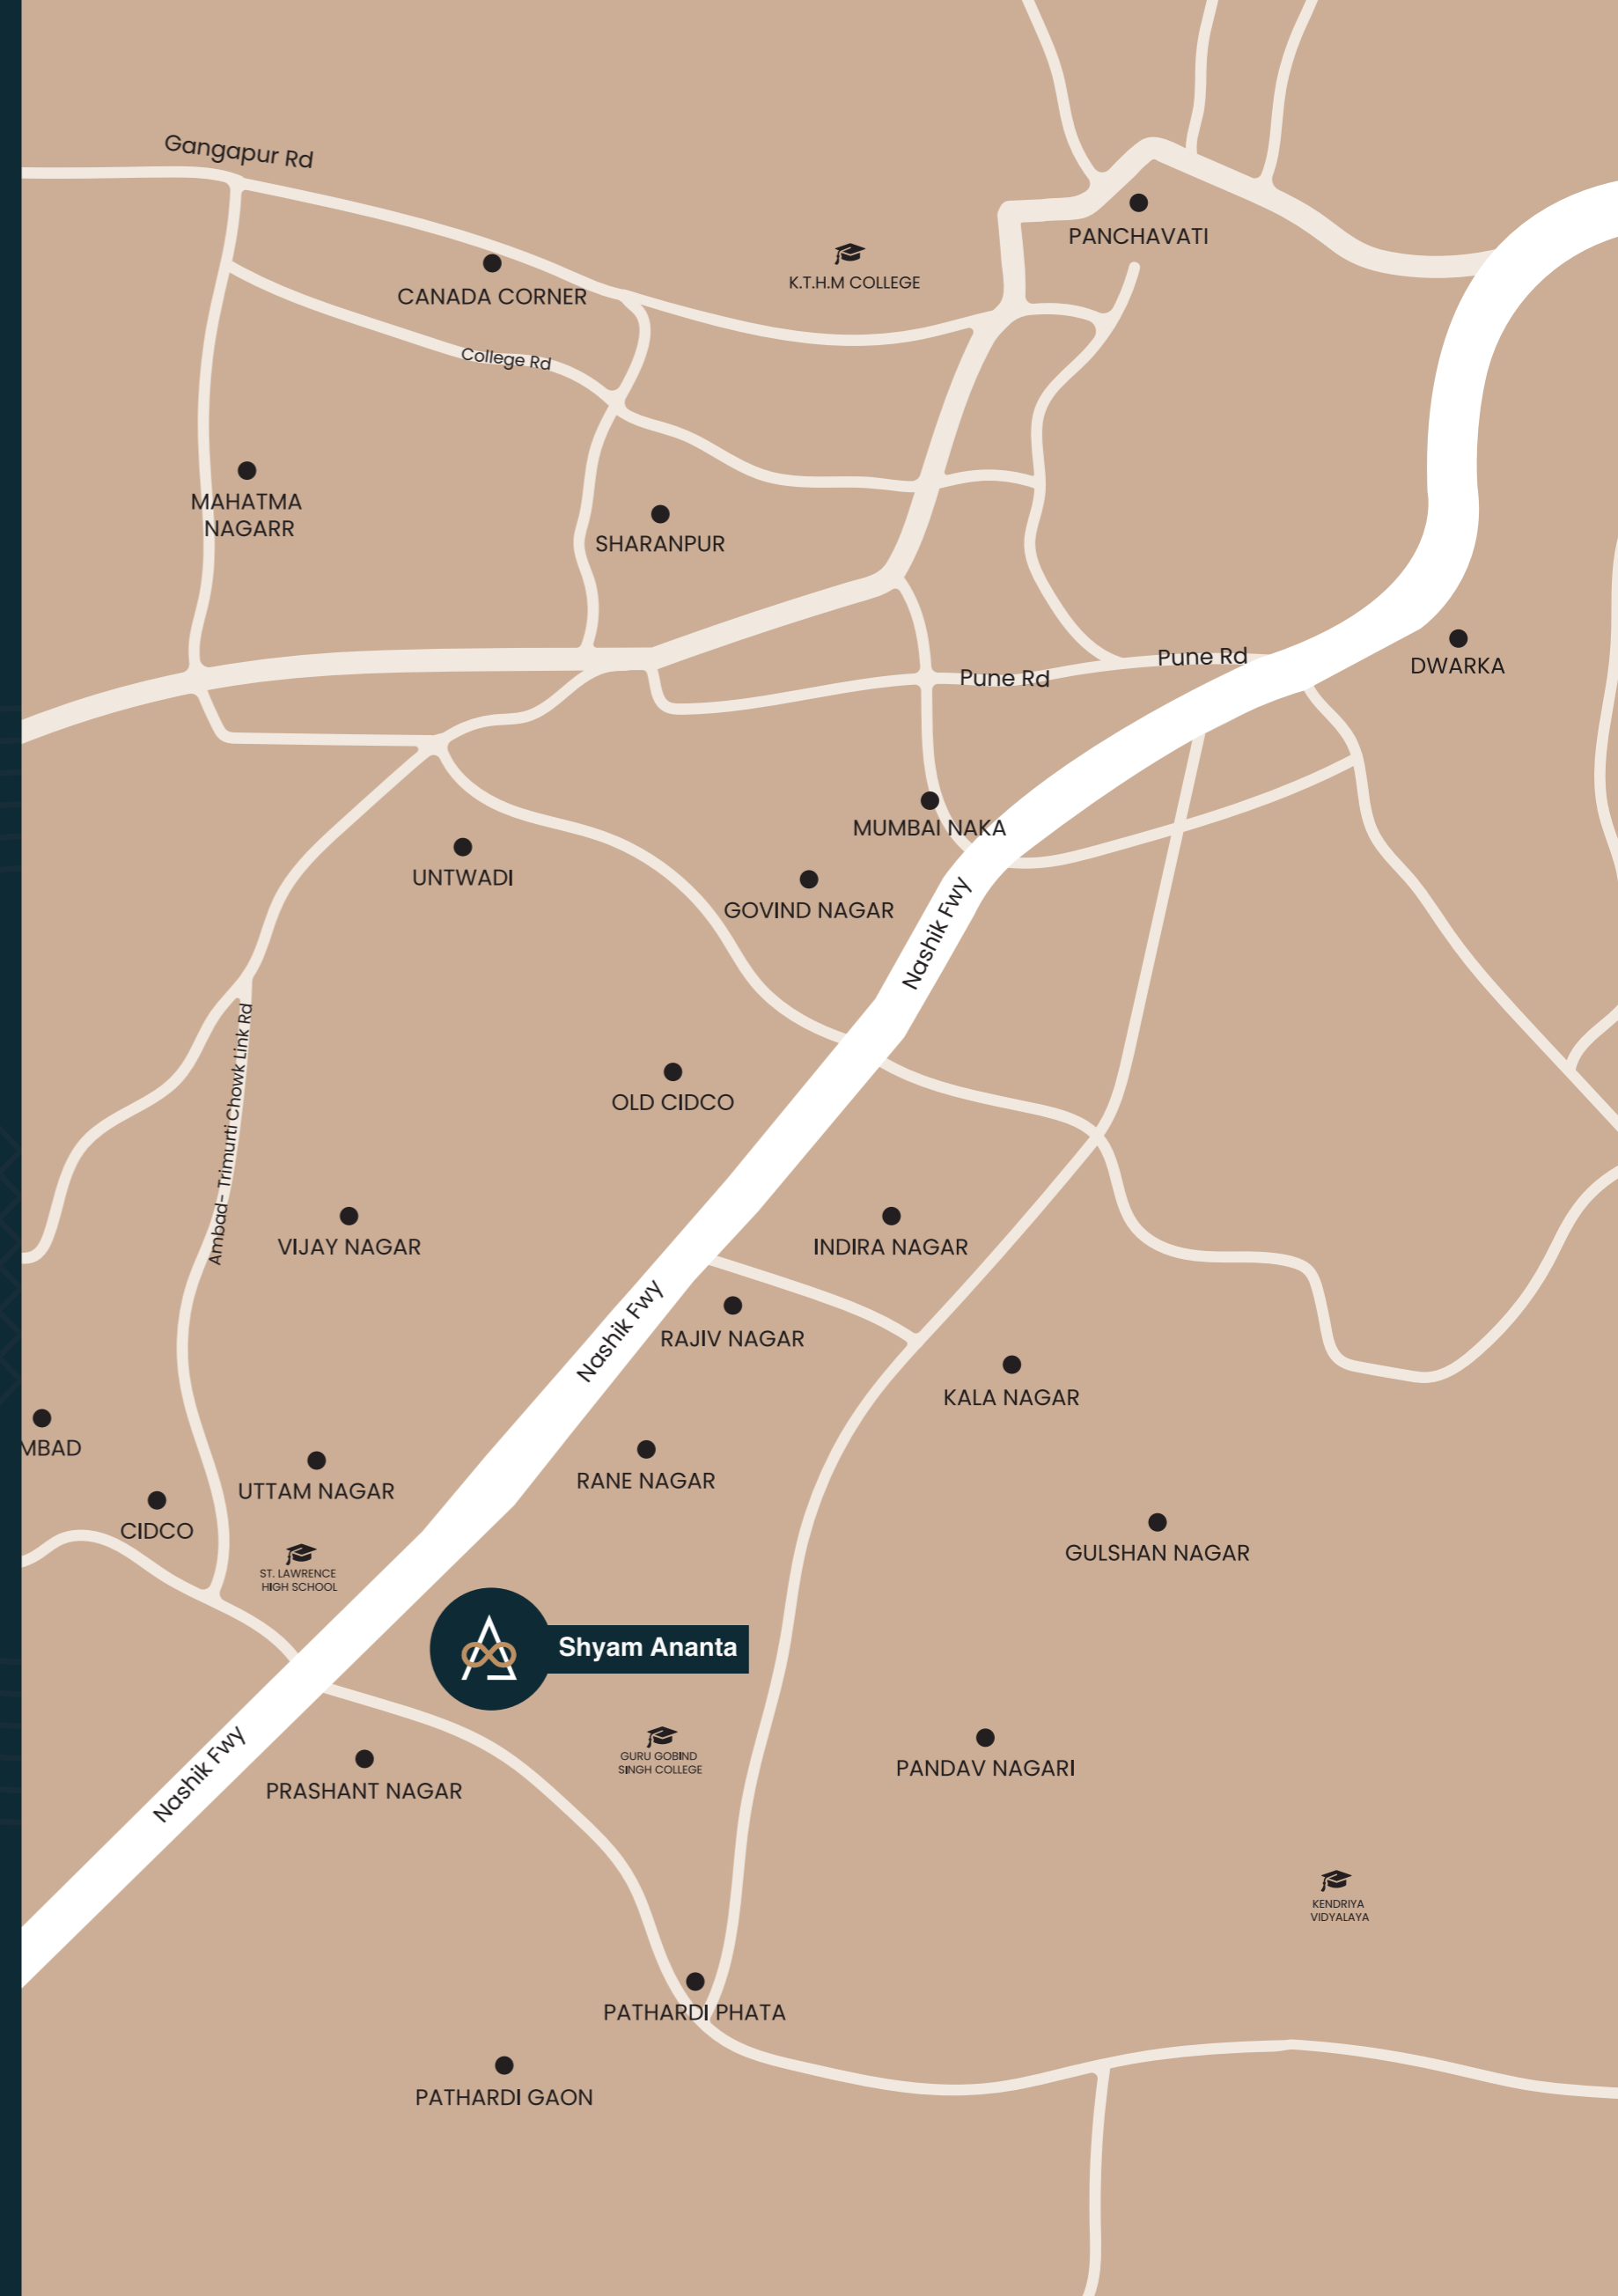 Gangapur Rd
PANCHAVATI
K.T.H.M COLLEGE
CANADA CORNER
College Rd
MAHATMA
NAGARR
SHARANPUR
Pune Rd
Pune Rd
DWARKA
MUMBAI NAKA
UNTWADI
GOVIND NAGAR
Nashik Fwy
Ambad- Trimurti Chowk Link Rd
OLD CIDCO
VIJAY NAGAR
INDIRA NAGAR
Nashik Fwy
RAJIV NAGAR
KALA NAGAR
MBAD
RANE NAGAR
UTTAM NAGAR
CIDCO
GULSHAN NAGAR
ST. LAWRENCE
HIGH SCHOOL
Shyam Ananta
GURU GOBIND
SINGH COLLEGE
PANDAV NAGARI
Nashik Fwy
PRASHANT NAGAR
KENDRIYA
VIDYALAYA
PATHARDI PHATA
PATHARDI GAON